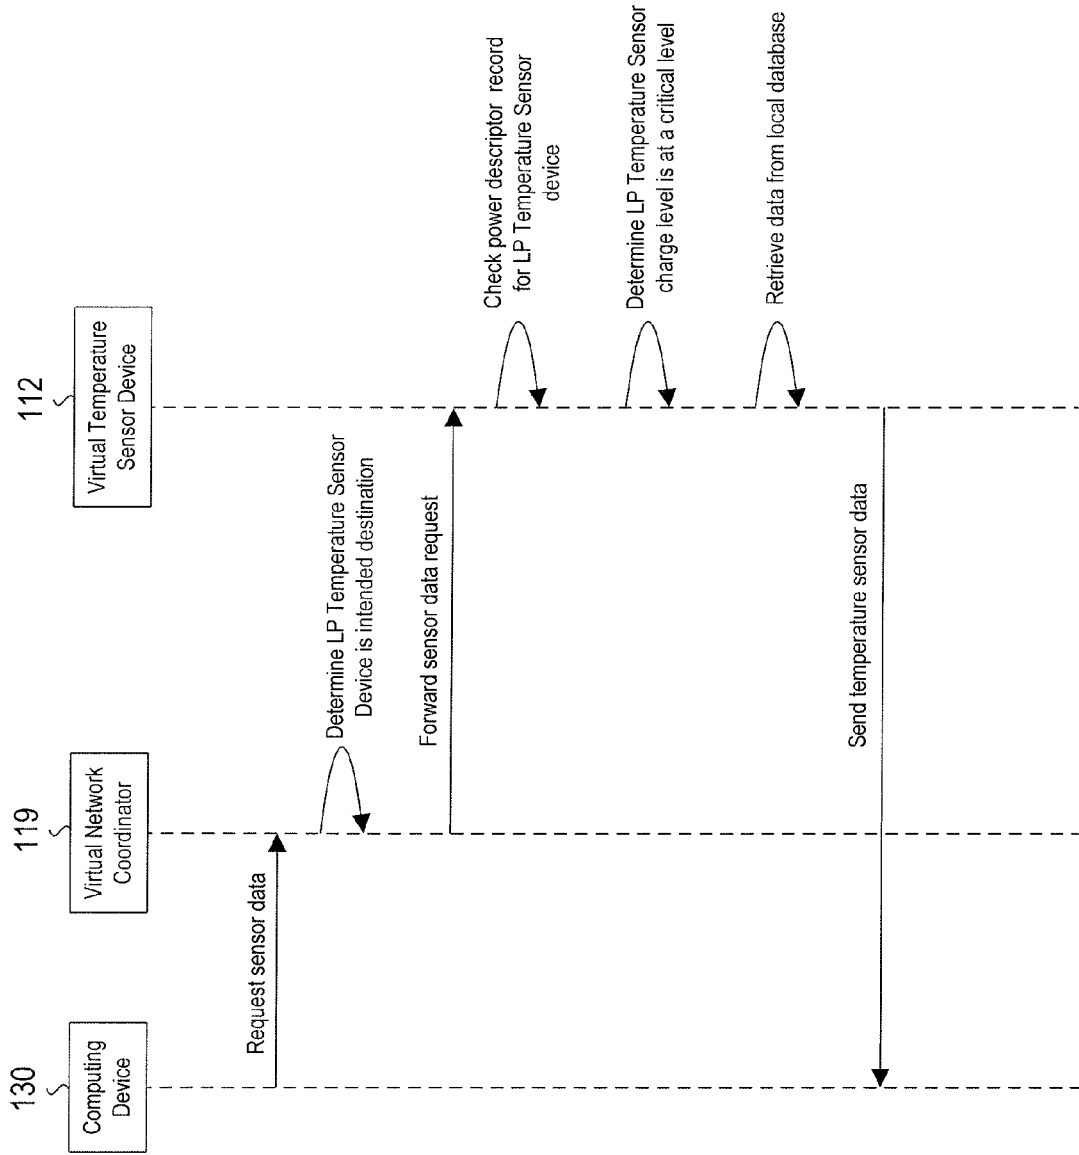 130
Computing
Device
119
Virtual Network
Coordinator
112
Virtual Temperature
Sensor Device
Request sensor data
Determine LP Temperature Sensor
Device is intended destination
Forward sensor data request
Check power descriptor record
for LP Temperature Sensor
device
Determine LP Temperature Sensor
charge level is at a critical level
Retrieve data from local database
Send temperature sensor data